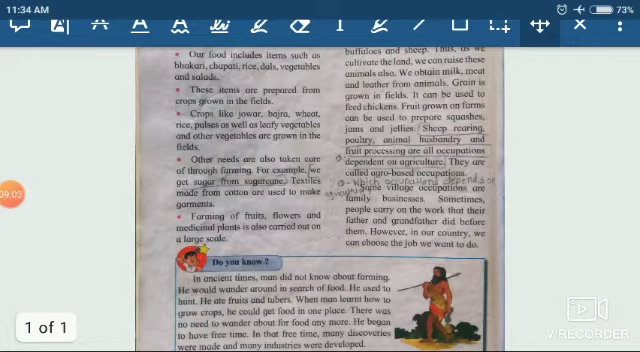 11:34 AM
73%
• Our food includes items such as
bhakari, chapati, rice, dals, vegetables
and salads.
• These items are prepared from
crops grown in the fields.
• Crops like jowar, bajra, wheat,
rice, pulses as well as leafy vegetables
and other vegetables are grown in the
fields.
• Other needs are also taken care
of through farming. For example, we
get sugar from sugarcane. Textiles
made from cotton are used to make
garments.
• Farming of fruits, flowers and
medicinal plants is also carried out on
a large scale.
buffaloes and sheep. Thus, as we
cultivate the land, we can raise these
animals also. We obtain milk, meat
and leather from animals. Grain is
grown in fields. It can be used to
feed chickens. Fruit grown on farms
can be used to prepare squashes,
jams and jellies. Sheep rearing,
poultry, animal husbandry and
fruit processing are all occupations
dependent on agriculture. They are
called agro-based occupations.
Q- Which occupations depends on
Some village occupations are
family businesses. Sometimes,
people carry on the work that their
father and grandfather did before
them. However, in our country, we
can choose the job we want to do.
Do you know ?
In ancient times, man did not know about farming.
He would wander around in search of food. He used to
hunt. He ate fruits and tubers. When man learnt how to
grow crops, he could get food in one place. There was
no need to wander about for food any more. He began
to have free time. In that free time, many discoveries
were made and many industries were developed.
09:03
1 of 1
V.RECORDER